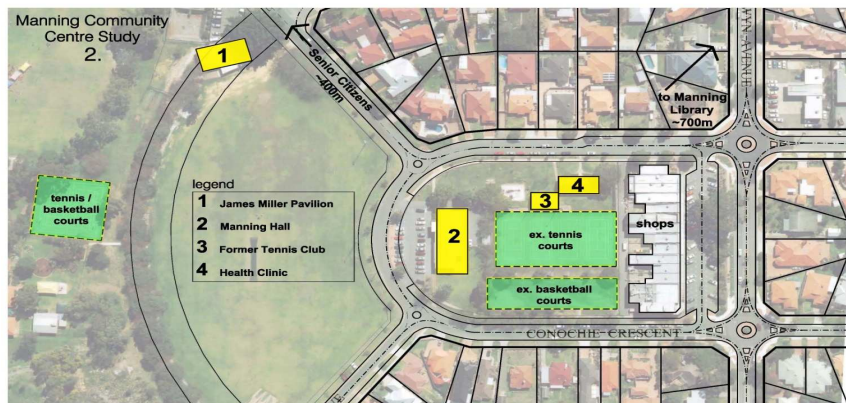 Manning Community
Centre Study
2.
1
Senior Citizens
~400m
to Manning
Library
~700m
tennis /
basketball
courts
legend
1 James Miller Pavilion
2 Manning Hall
3 Former Tennis Club
4 Health Clinic
4
3
2
ex. tennis
courts
shops
ex. basketball
courts
CONOCHIE CRESCENT
AVENUE